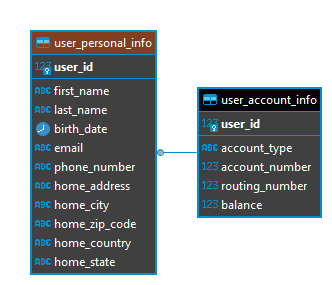 user_personal_info
123 user_id
ABC first_name
ABC last_name
birth_date
ABC email
ABC phone_number
ABC home_address
ABC home_city
ABC home_zip_code
ABC home_country
ABC home_state
user_account_info
123 user_id
ABC account_type
123 account_number
123 routing_number
123 balance